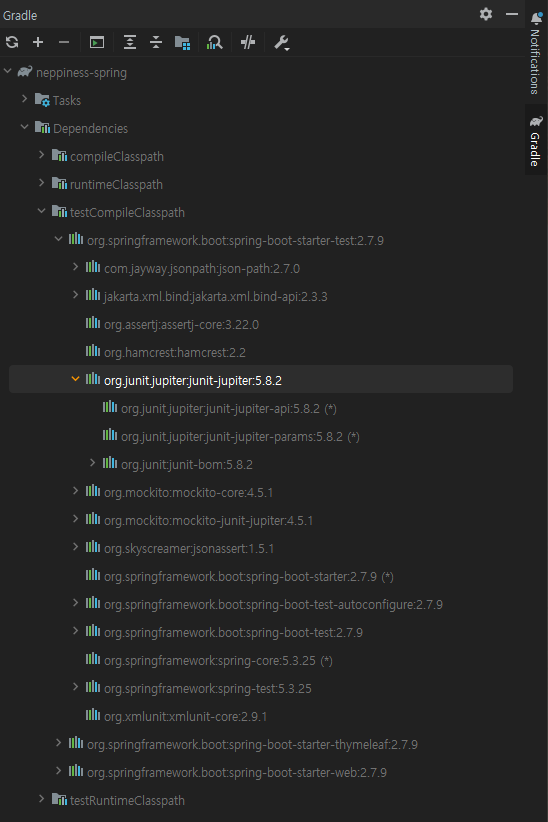 Gradle
neppiness-spring
Tasks
Dependencies
compileClasspath
runtimeClasspath
testCompileClasspath
org.springframework.boot:spring-boot-starter-test:2.7.9
com.jayway.jsonpath:json-path:2.7.0
jakarta.xml.bind:jakarta.xml.bind-api:2.3.3
org.assertj:assertj-core:3.22.0
org.hamcrest:hamcrest:2.2
org.junit.jupiter:junit-jupiter:5.8.2
org.junit.jupiter:junit-jupiter-api:5.8.2 (*)
org.junit.jupiter:junit-jupiter-params:5.8.2 (*)
org.junit:junit-bom:5.8.2
org.mockito:mockito-core:4.5.1
org.mockito:mockito-junit-jupiter:4.5.1
org.skyscreamer:jsonassert:1.5.1
org.springframework.boot:spring-boot-starter:2.7.9 (*)
org.springframework.boot:spring-boot-test-autoconfigure:2.7.9
org.springframework.boot:spring-boot-test:2.7.9
org.springframework:spring-core:5.3.25 (*)
org.springframework:spring-test:5.3.25
org.xmlunit:xmlunit-core:2.9.1
org.springframework.boot:spring-boot-starter-thymeleaf:2.7.9
org.springframework.boot:spring-boot-starter-web:2.7.9
testRuntimeClasspath
Notifications
Gradle